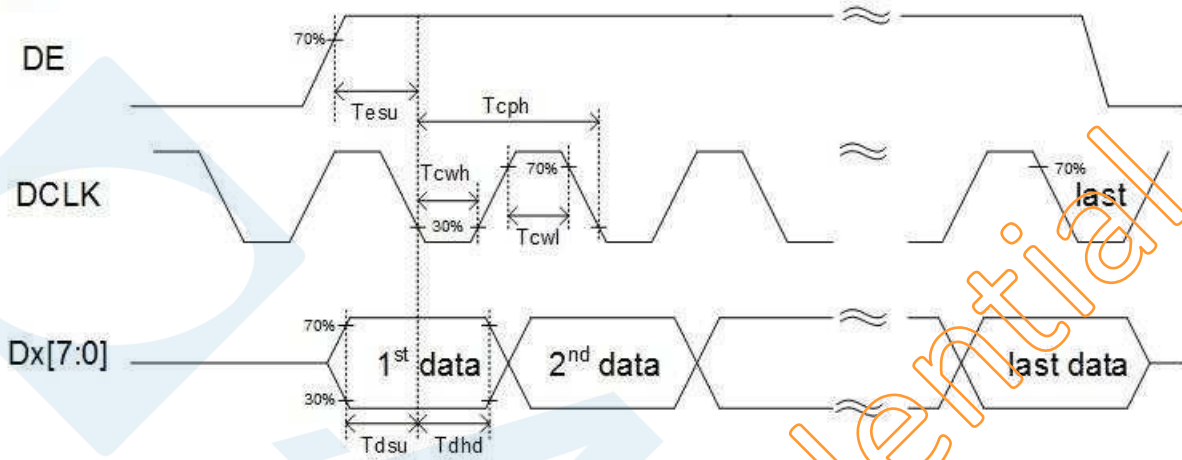 DE
70%
Tesu
Tcph
DCLK
Tcwh
70%
70%
last
30%
Tcwl
Dx[7:0]
70%
1st data
2nd data
last data
30%
Tdsu
Tdhd
ential